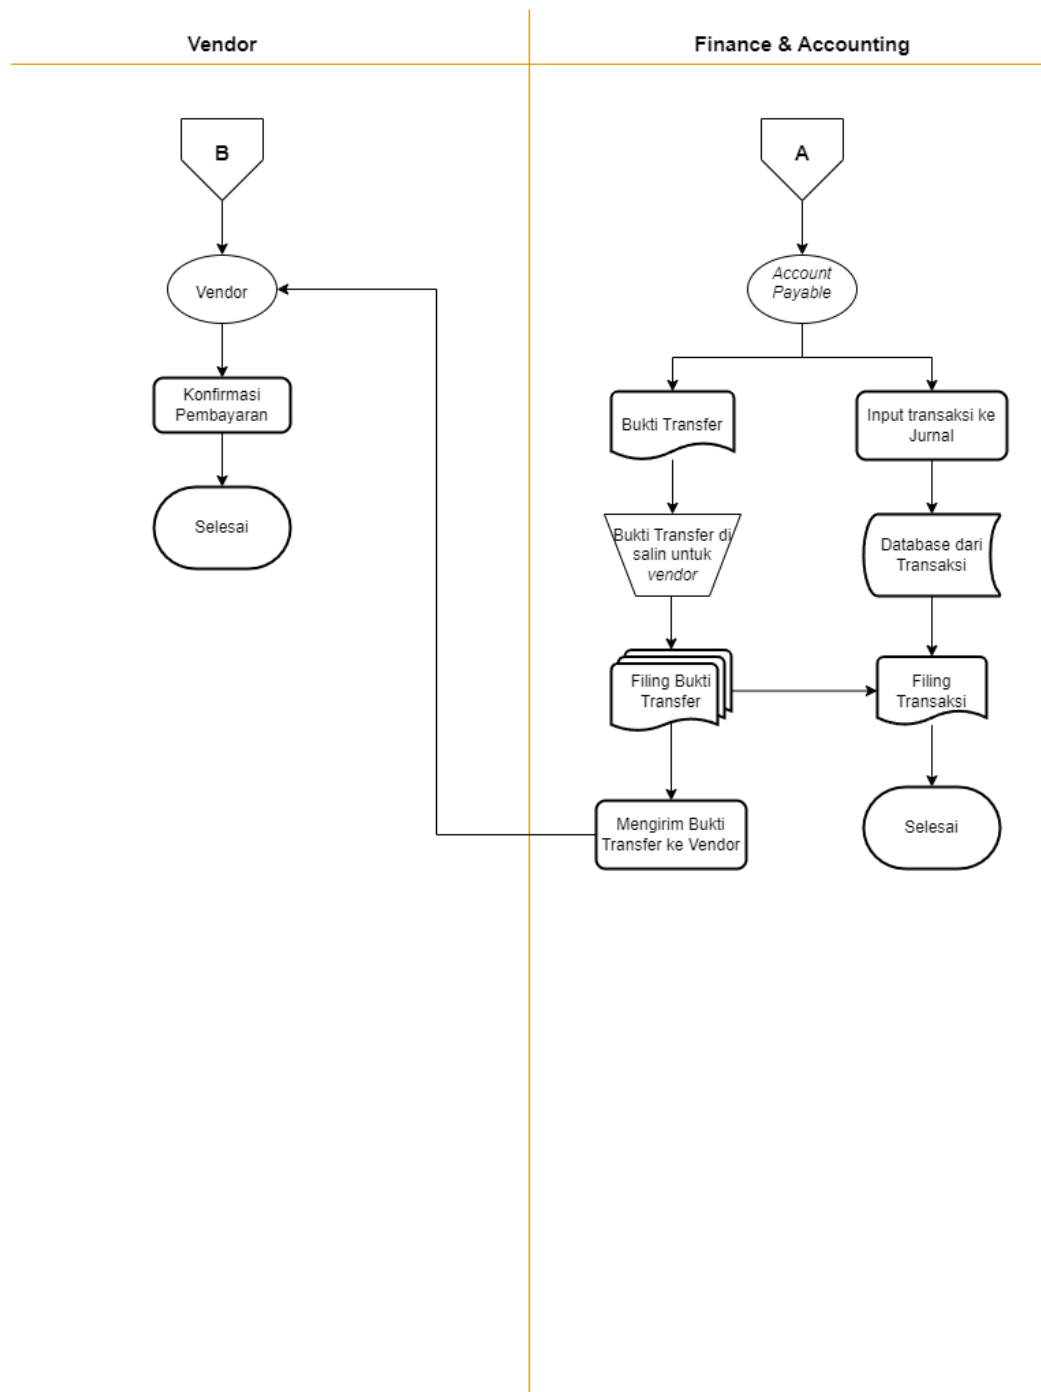 Vendor
Finance & Accounting
B
A
Vendor
Account
Payable
Konfirmasi
Pembayaran
Bukti Transfer
Input transaksi ke
Jurnal
Selesai
Bukti Transfer di
salin untuk
vendor
Database dari
Transaksi
Filing Bukti
Transfer
Filing
Transaksi
Mengirim Bukti
Transfer ke Vendor
Selesai